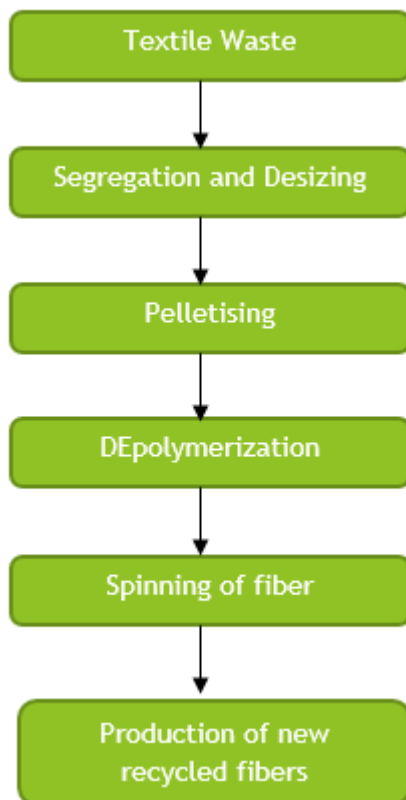 Textile Waste
Segregation and Desizing
Pelletising
DEpolymerization
Spinning of fiber
Production of new
recycled fibers